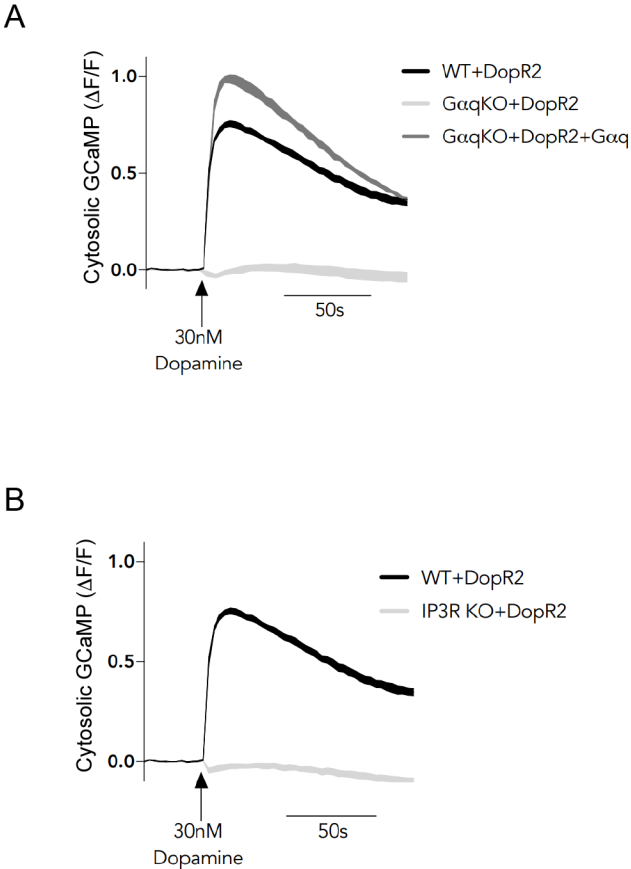 A
Cytosolic GCaMP (ΔF/F)
1.0
0.5
0.0
WT+DopR2
GαqKO+DopR2
GαqKO+DopR2+Gαq
50s
30nM
Dopamine
B
Cytosolic GCaMP (ΔF/F)
1.0
0.5
0.0
WT+DopR2
IP3R KO+DopR2
50s
30nM
Dopamine